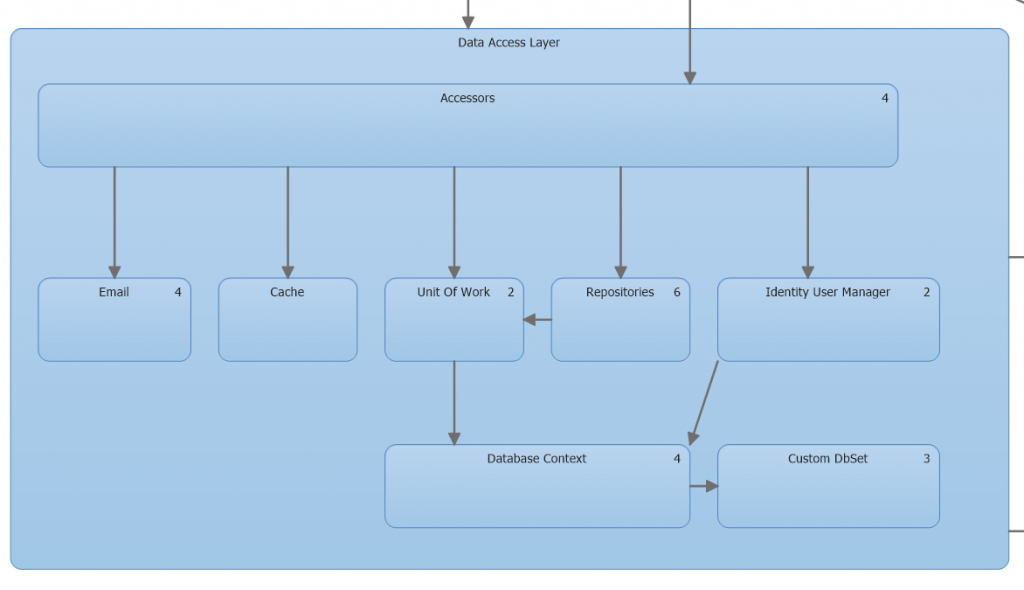 Data Access Layer
Accessors 4
Email 4
Cache
Unit Of Work 2
Repositories 6
Identity User Manager 2
Database Context 4
Custom DbSet 3